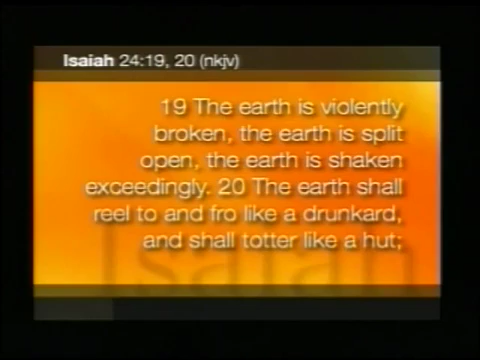 Isaiah 24:19, 20 (nkjv)
19 The earth is violently
broken, the earth is split
open, the earth is shaken
exceedingly. 20 The earth shall
reel to and fro like a drunkard,
and shall totter like a hut;
Isaiah